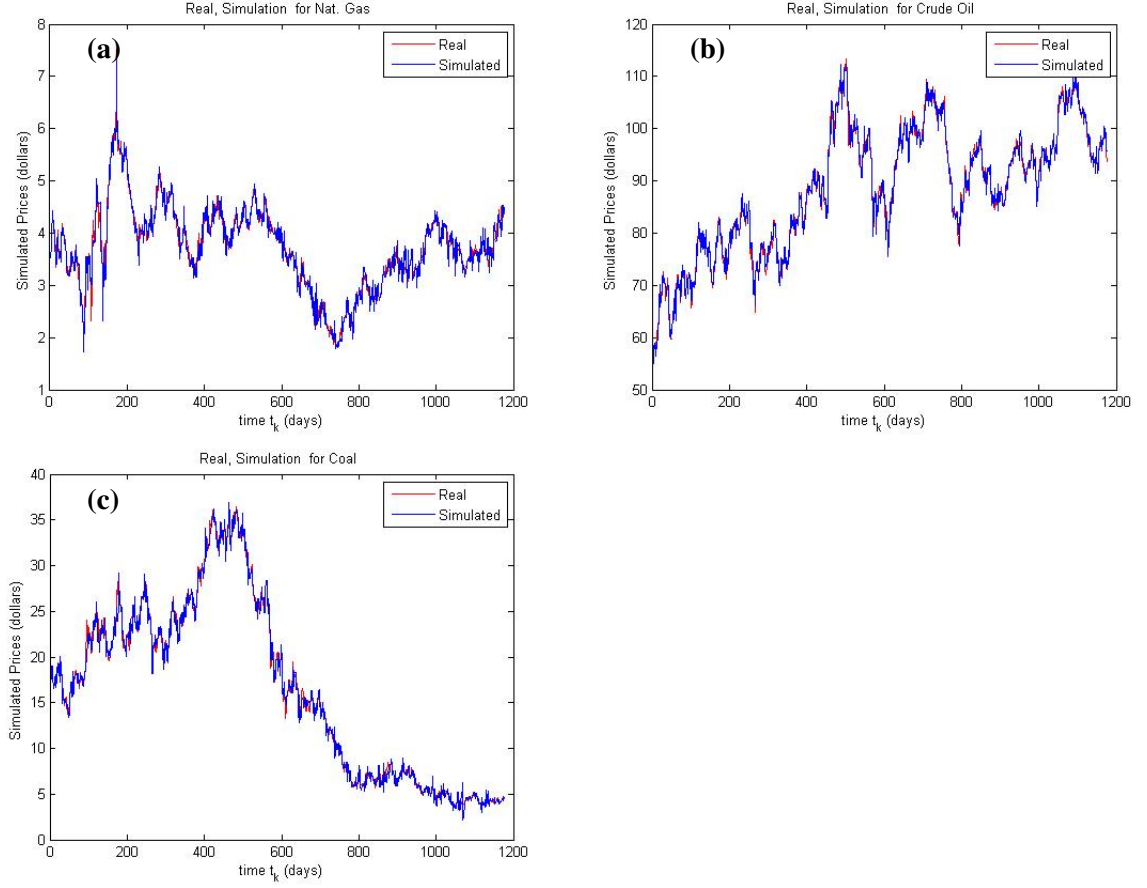 Real, Simulation for Nat. Gas
(a)
Real
Simulated
Simulated Prices (dollars)
8
7
6
5
4
3
2
1
0 200 400 600 800 1000 1200
time t_k (days)
Real, Simulation for Crude Oil
(b)
Real
Simulated
Simulated Prices (dollars)
120
110
100
90
80
70
60
50
0 200 400 600 800 1000 1200
time t_k (days)
Real, Simulation for Coal
(c)
Real
Simulated
Simulated Prices (dollars)
40
35
30
25
20
15
10
5
0
0 200 400 600 800 1000 1200
time t_k (days)